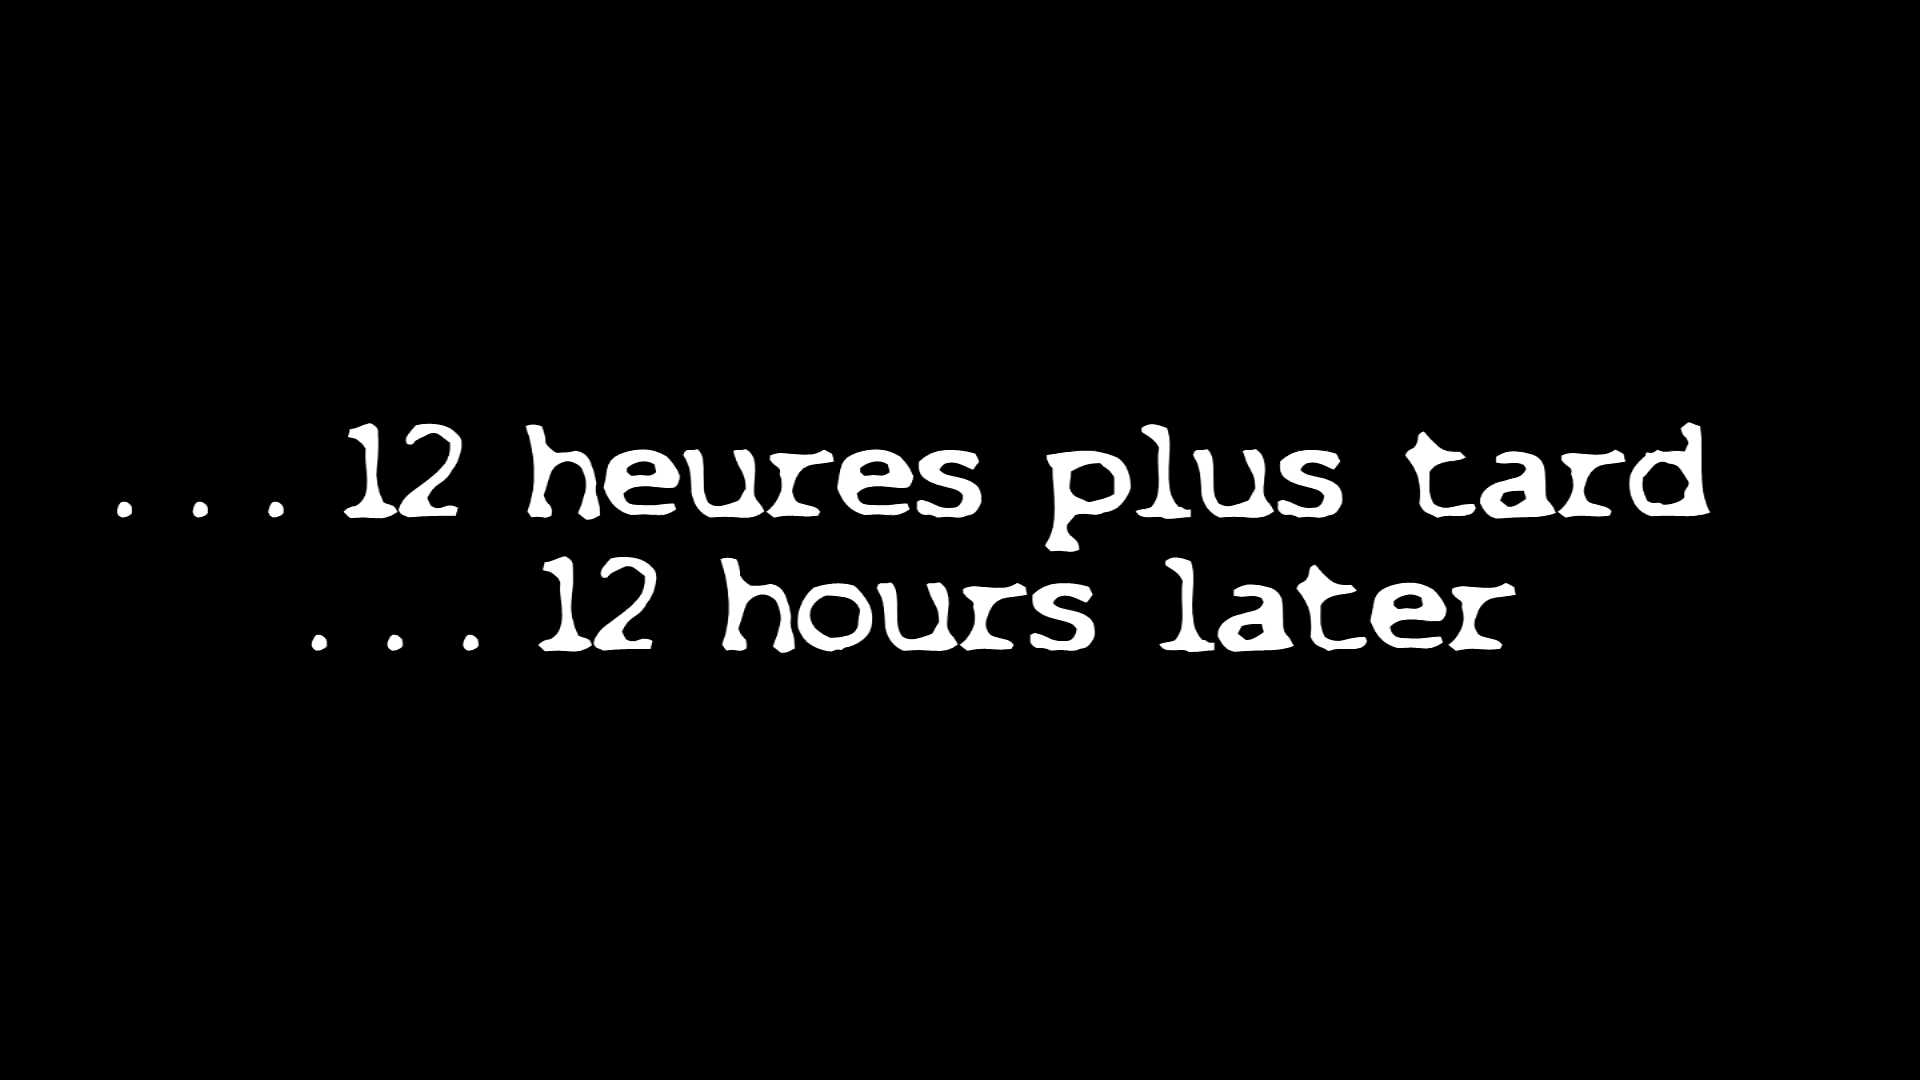 ...12 heures plus tard
...12 hours later